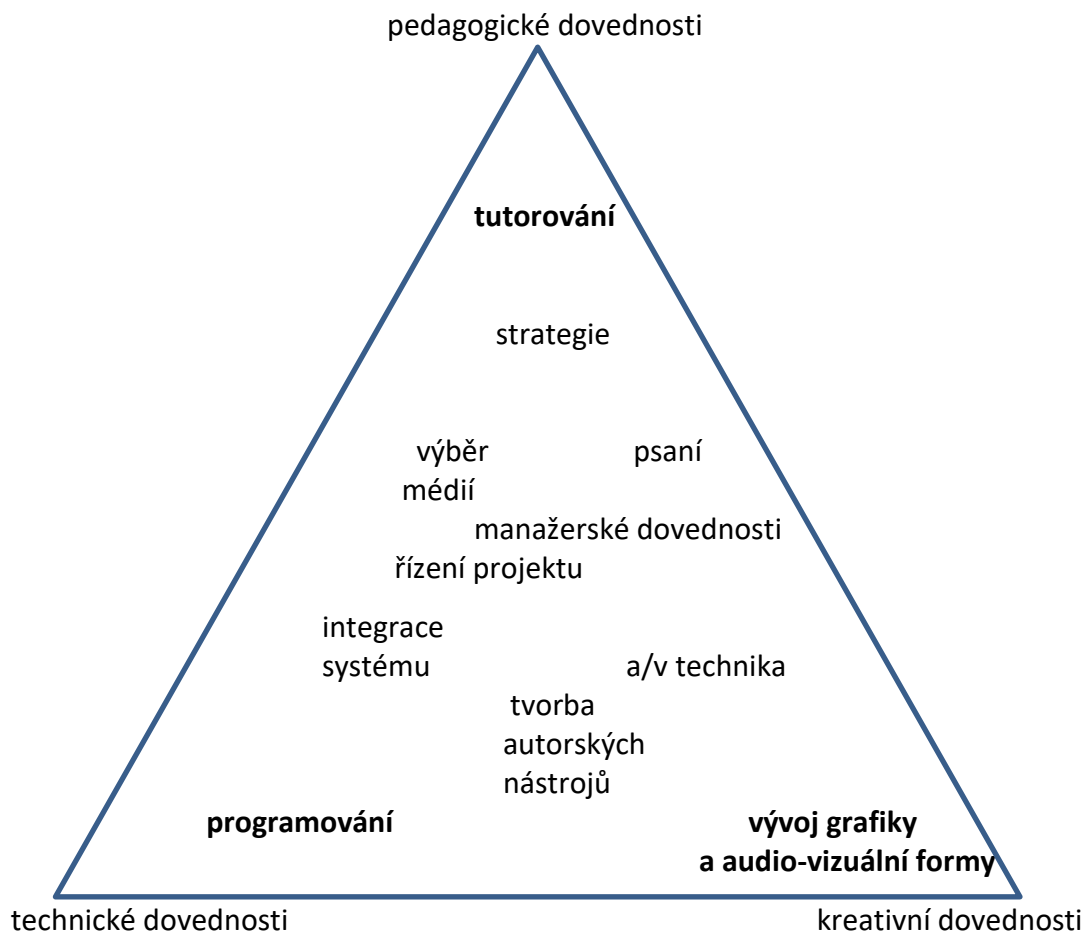 pedagogické dovednosti
tutorování
strategie
výběr
médií
psaní
manažerské dovednosti
řízení projektu
integrace
systému
a/v technika
tvorba
autorských
nástrojů
programování
vývoj grafiky
a audio-vizuální formy
technické dovednosti
kreativní dovednosti